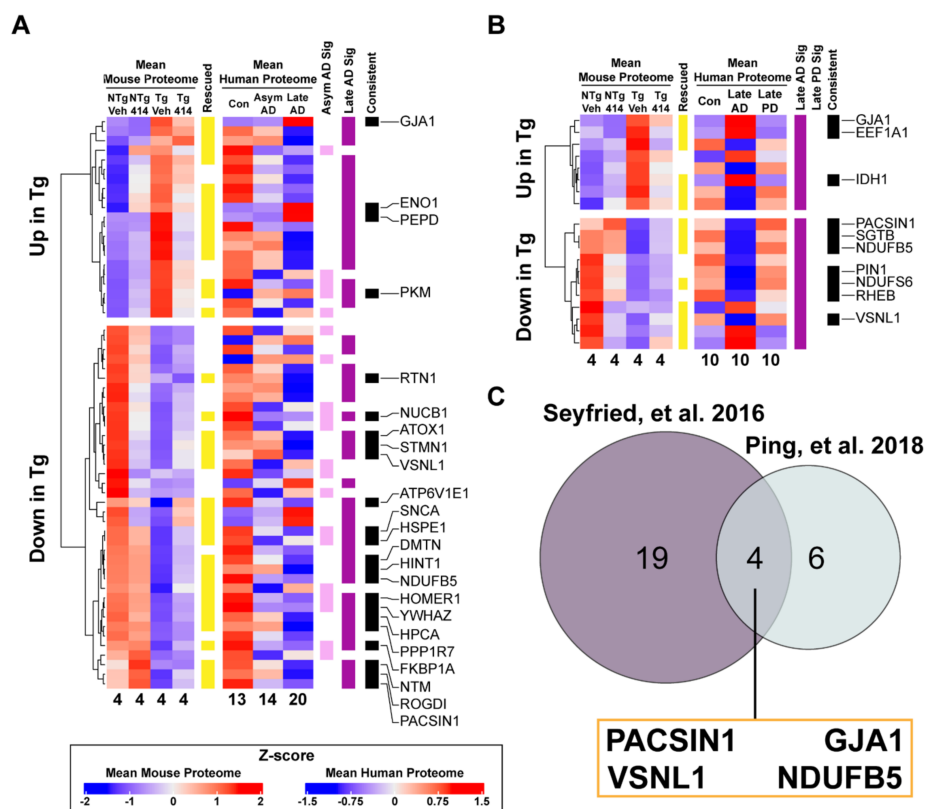 A
Mean
Mouse Proteome
NTg Veh
NTg 414
Tg Veh
Tg 414
Rescued
Mean
Human Proteome
Con
Asym AD
Late AD
Asym AD Sig
Late AD Sig
Consistent
Up in Tg
GJA1
ENO1
PEPD
PKM
Down in Tg
RTN1
NUCB1
ATOX1
STMN1
VSNL1
ATP6V1E1
SNCA
HSPE1
DMTN
HINT1
NDUFB5
HOMER1
YWHAZ
HPCA
PPP1R7
FKBP1A
NTM
ROGDI
PACSIN1
4 4 4 4
13 14 20
Z-score
Mean Mouse Proteome
-2 -1 0 1 2
Mean Human Proteome
-1.5 -0.75 0 0.75 1.5
B
Mean
Mouse Proteome
NTg Veh
NTg 414
Tg Veh
Tg 414
Rescued
Mean
Human Proteome
Con
Late AD
Late PD
Late AD Sig
Late PD Sig
Consistent
Up in Tg
GJA1
EEF1A1
IDH1
Down in Tg
PACSIN1
SGTB
NDUFB5
PIN1
NDUFS6
RHEB
VSNL1
4 4 4 4
10 10 10
C
Seyfried, et al. 2016
Ping, et al. 2018
19 4 6
PACSIN1 GJA1
VSNL1 NDUFB5